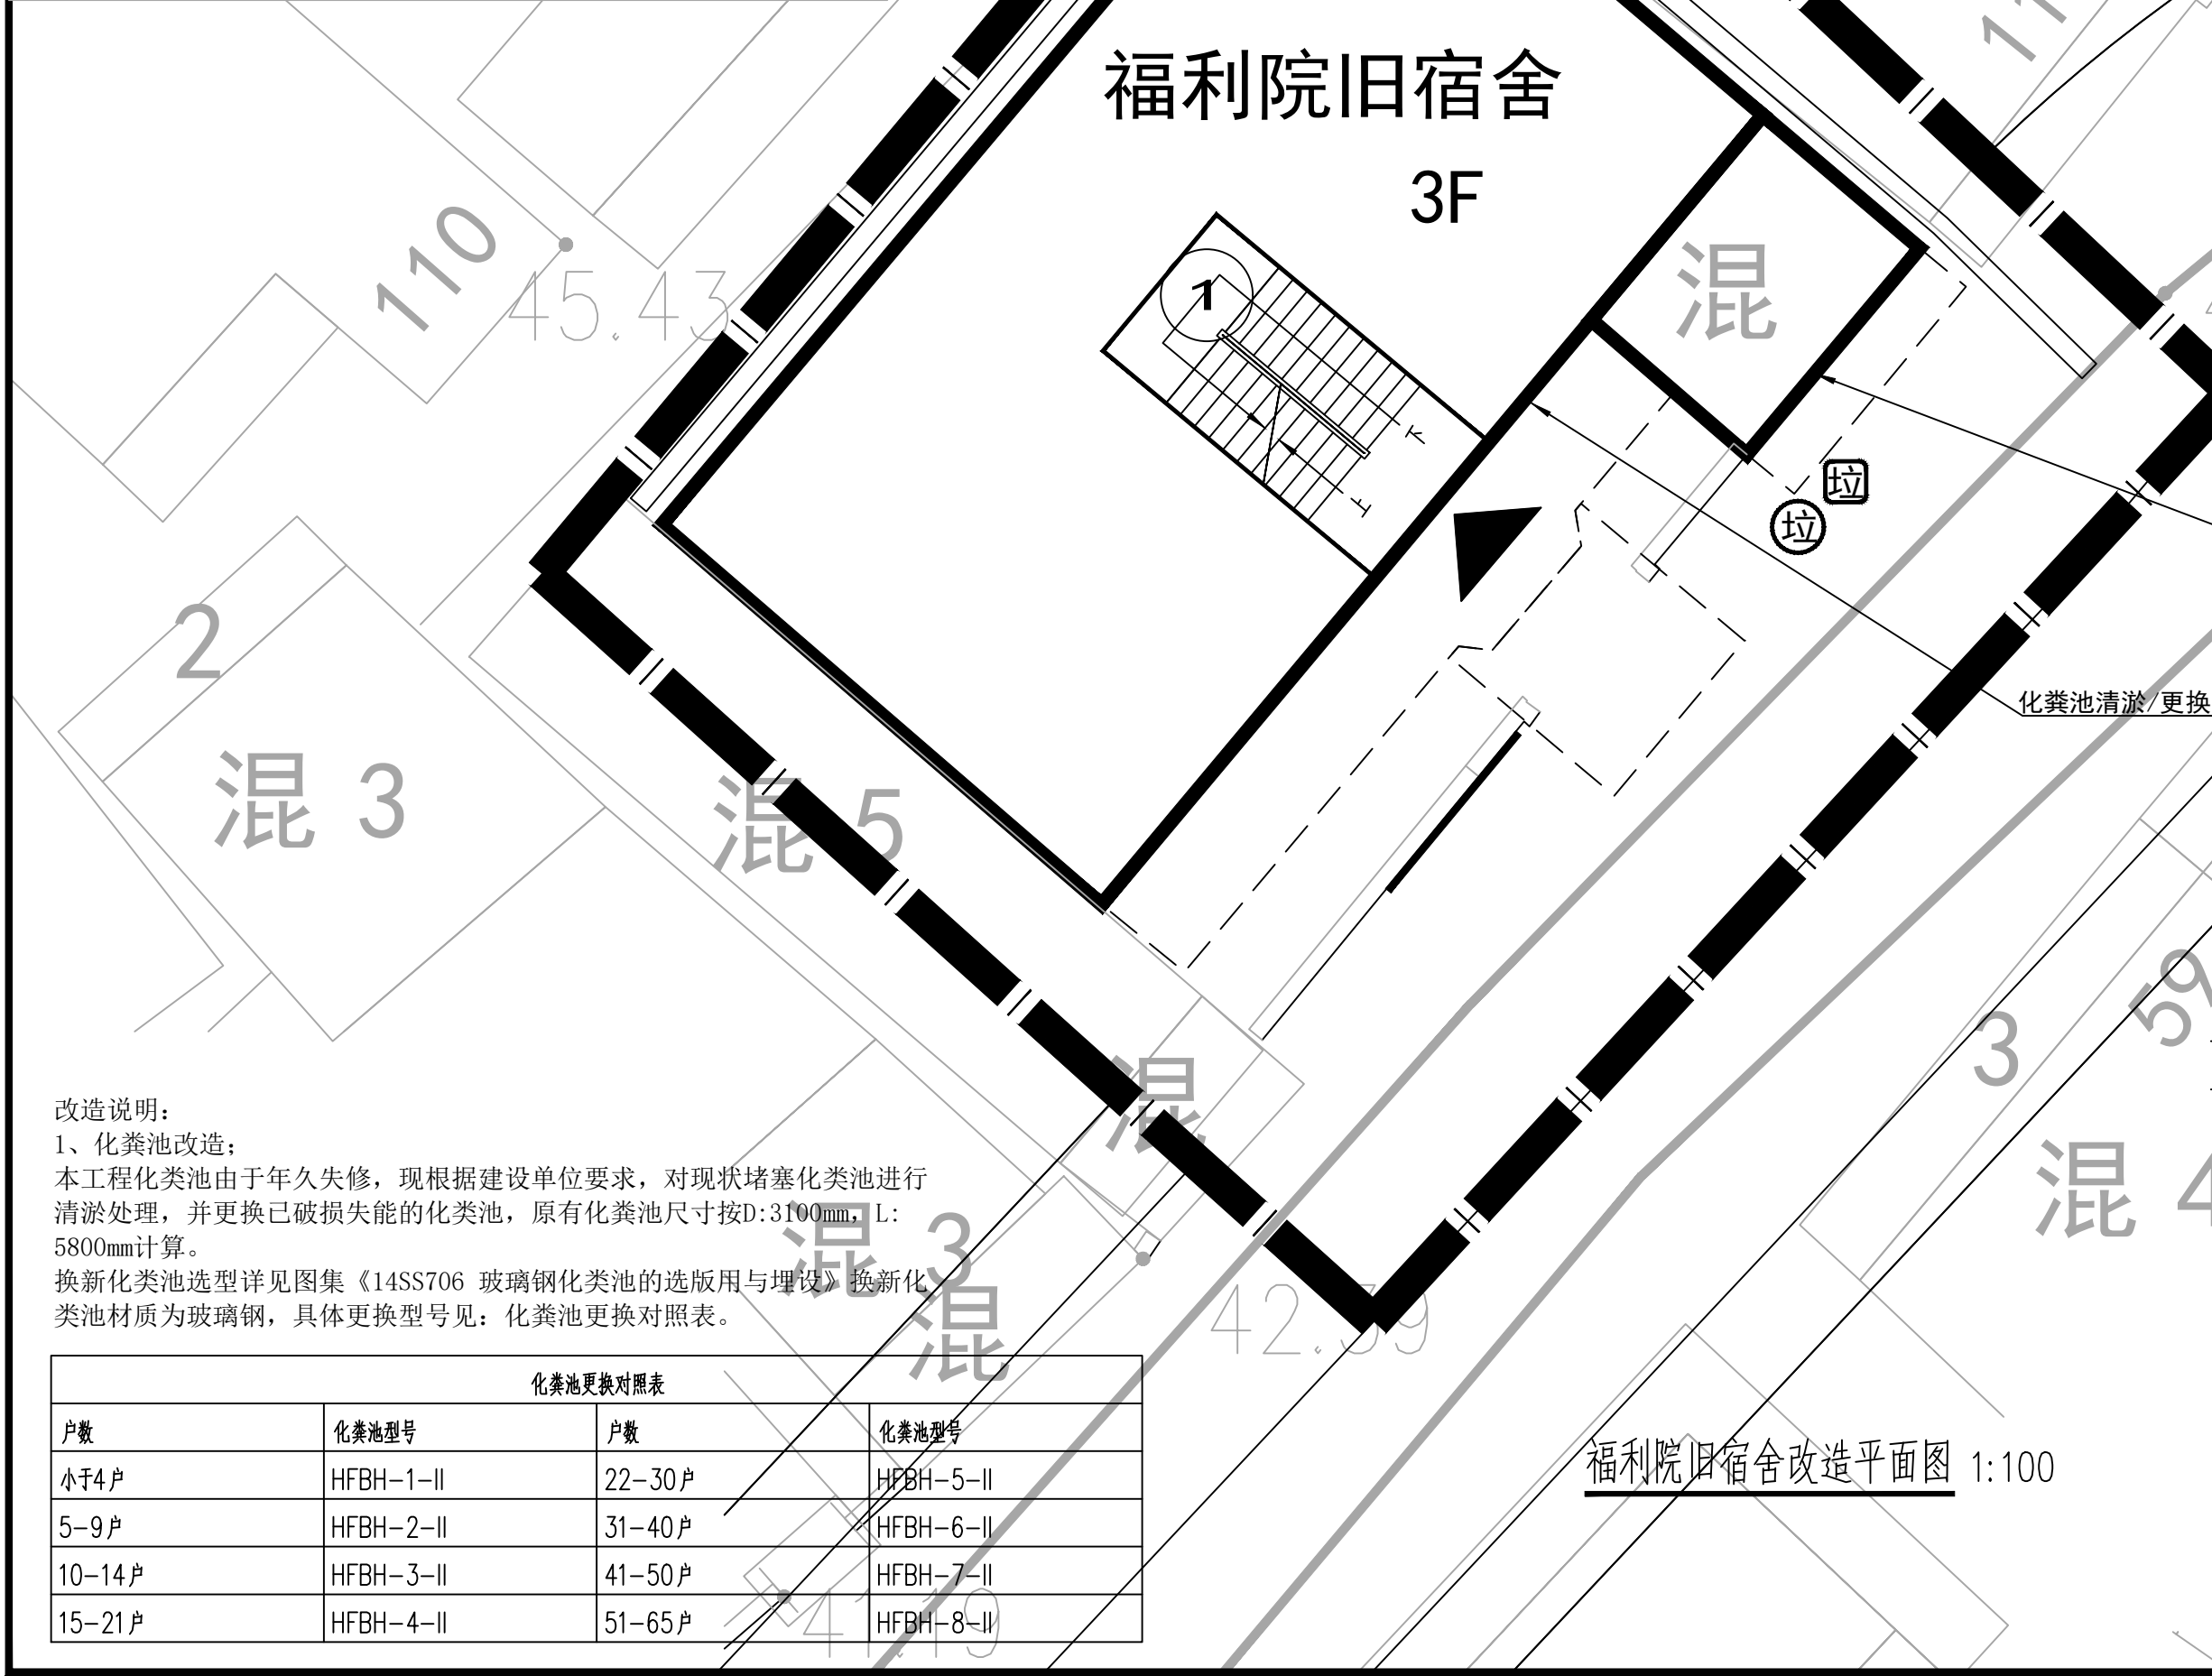 11
福利院旧宿舍
3F
110
45.43
1
混
垃
垃
2
化粪池清淤/更换
混 3
混 5
59
3
混
混 4
改造说明：
1、化粪池改造；
本工程化类池由于年久失修，现根据建设单位要求，对现状堵塞化类池进行
清淤处理，并更换已破损失能的化类池，原有化粪池尺寸按D:3100mm，L:
5800mm计算。
换新化类池选型详见图集《14SS706 玻璃钢化类池的选版用与埋设》换新化
类池材质为玻璃钢，具体更换型号见：化粪池更换对照表。
混 3
混
42.59
化粪池更换对照表
户数 化粪池型号 户数 化粪池型号
小于4户 HFBH-1-II 22-30户 HFBH-5-II
5-9户 HFBH-2-II 31-40户 HFBH-6-II
10-14户 HFBH-3-II 41-50户 HFBH-7-II
15-21户 HFBH-4-II 51-65户 HFBH-8-II
41.19
福利院旧宿舍改造平面图 1:100